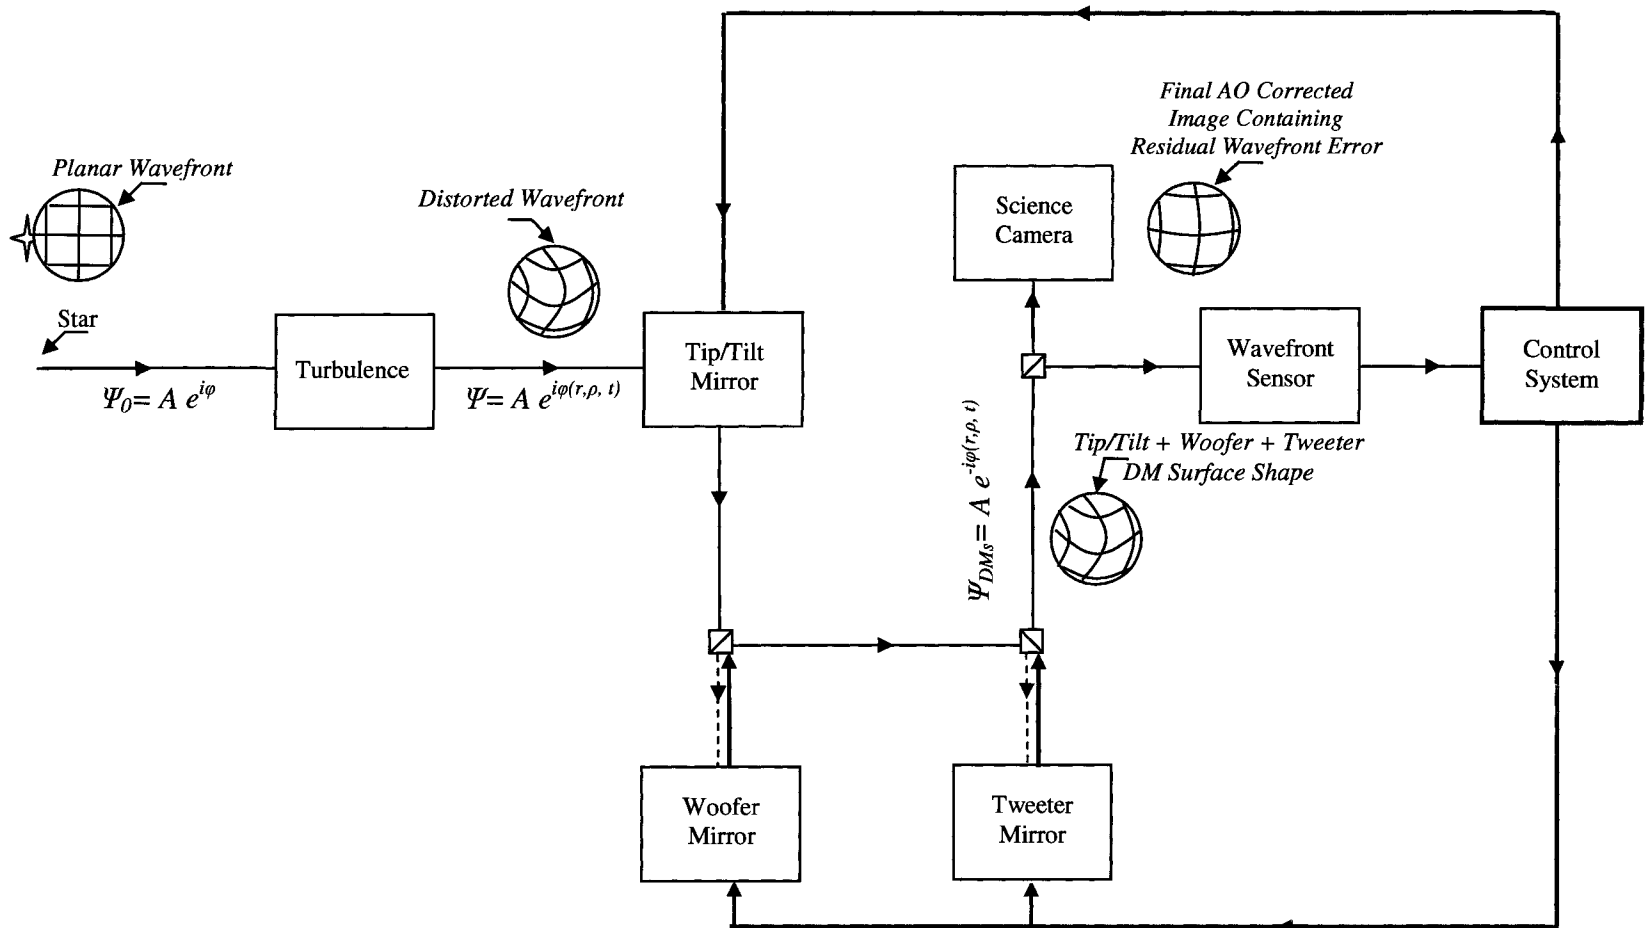 Final AO Corrected
Image Containing
Residual Wavefront Error
Planar Wavefront
Distorted Wavefront
Science
Camera
Star
Turbulence
Tip/Tilt
Mirror
Wavefront
Sensor
Control
System
Ψ0= A e^iφ
Ψ= A e^iφ(r,ρ, t)
Tip/Tilt + Woofer + Tweeter
DM Surface Shape
ΨDMs= A e^-iφ(r,ρ, t)
Woofer
Mirror
Tweeter
Mirror